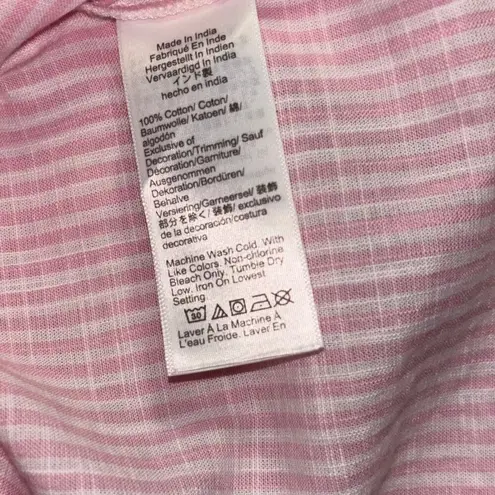 Made In India
Fabriqué En Inde
Hergestellt In Indien
Vervaardigd In India
インド製
hecho en india
100% Cotton/ Coton/
Baumwolle/ Katoen/ 綿/
algodón
Exclusive of
Decoration/Trimming/ Sauf
Décoration/Garniture/
Ausgenommen
Dekoration/Bordüren/
Behalve
Versiering/Garneersel/ 装飾/
部分を除く/ 装飾/ exclusivo
de la decoración/costura
decorativa
Machine Wash Cold. With
Like Colors. Non-chlorine
Bleach Only. Tumble Dry
Low. Iron On Lowest
Setting.
30
Laver À La Machine À
L'eau Froide. Laver En